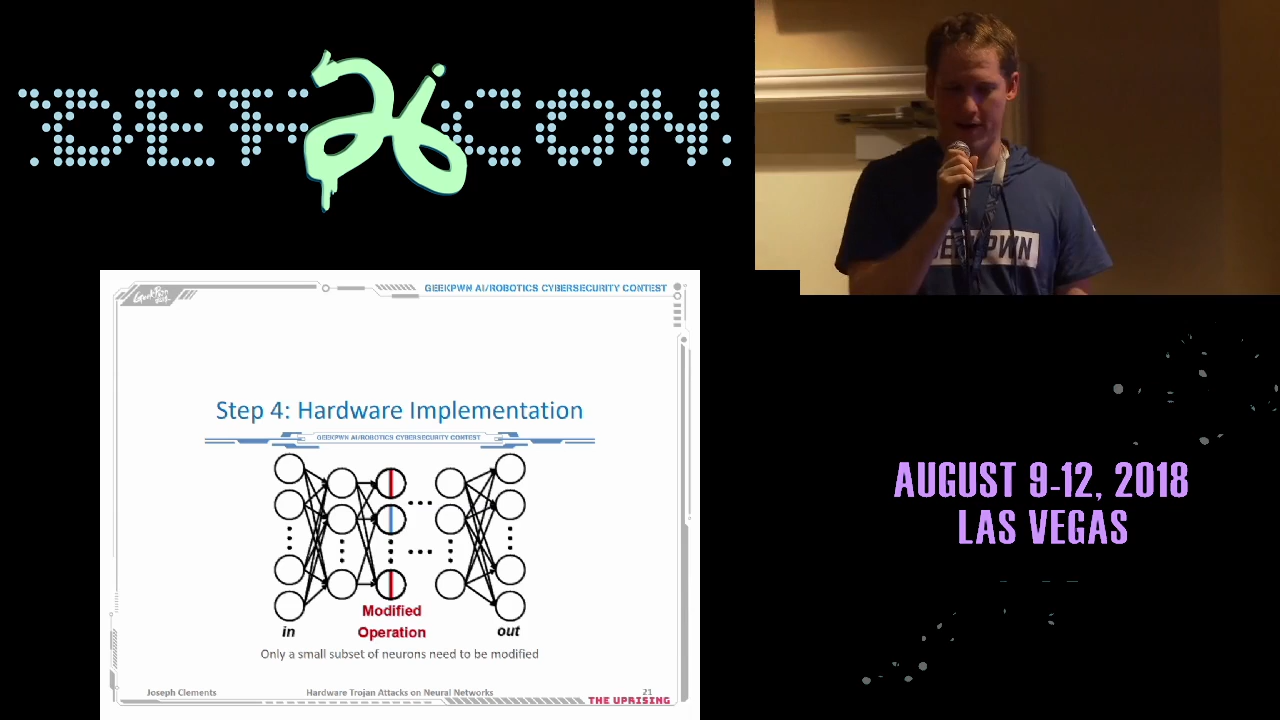 DEF 26 CON
GEEKPWN
GeekPwn
GEEKPWN AI/ROBOTICS CYBERSECURITY CONTEST
Step 4: Hardware Implementation
GEEKPWN AI/ROBOTICS CYBERSECURITY CONTEST
Modified
Operation
in
out
Only a small subset of neurons need to be modified
Joseph Clements
Hardware Trojan Attacks on Neural Networks
21
THE UPRISING
AUGUST 9-12, 2018
LAS VEGAS